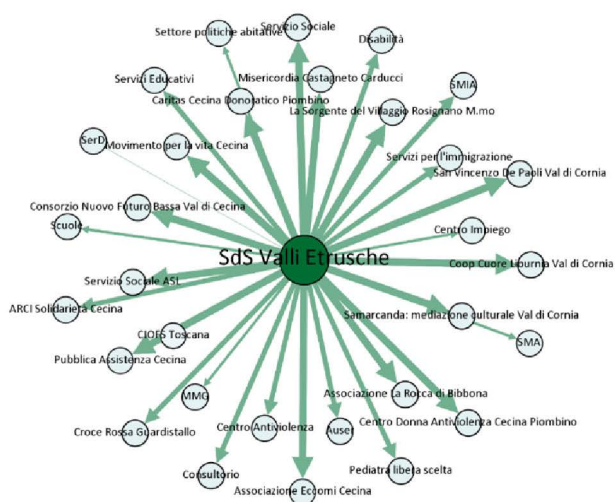 Servizio Sociale
Settore politiche abitative
Disabilità
Misericordia Castagneto Carducci
Servizi Educativi
SMIA
Caritas Cecina Donoratico Piombino
La Sorgente del Villaggio Rosignano M.mo
SerD
Movimento per la vita Cecina
Servizi per l'immigrazione
San Vincenzo De Paoli Val di Cornia
Consorzio Nuovo Futuro Bassa Val di Cecina
Scuole
Centro Impiego
SdS Valli Etrusche
Coop Cuore Liburnia Val di Cornia
Servizio Sociale ASL
ARCI Solidarietà Cecina
Samarcanda: mediazione culturale Val di Cornia
CIOFS Toscana
SMA
Pubblica Assistenza Cecina
MMG
Associazione La Rocca di Bibbona
Centro Donna Antiviolenza Cecina Piombino
Croce Rossa Guardistallo
Centro Antiviolenza
Auser
Consultorio
Pediatra libera scelta
Associazione Eccomi Cecina